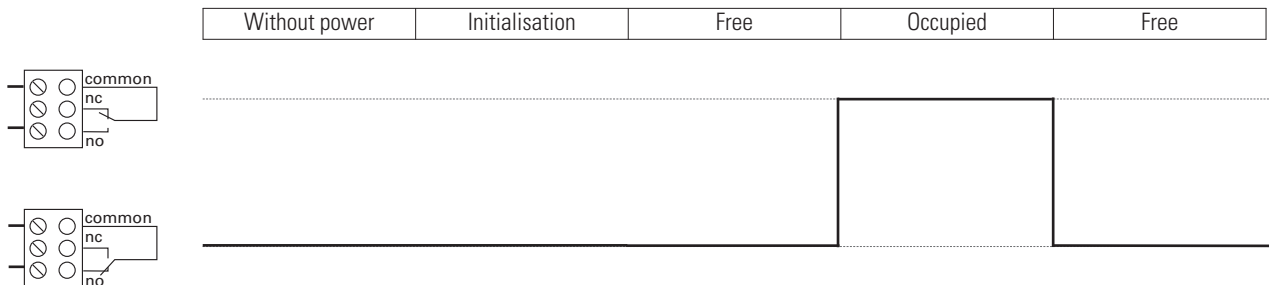 Without power Initialisation Free Occupied Free
common
nc
no
common
nc
no